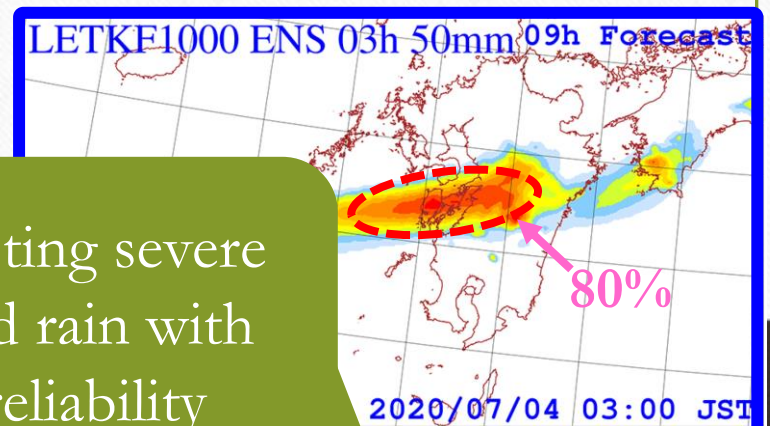 LETKF1000 ENS 03h 50mm 09h Forecast
ting severe
d rain with
reliability
80%
2020/07/04 03:00 JST